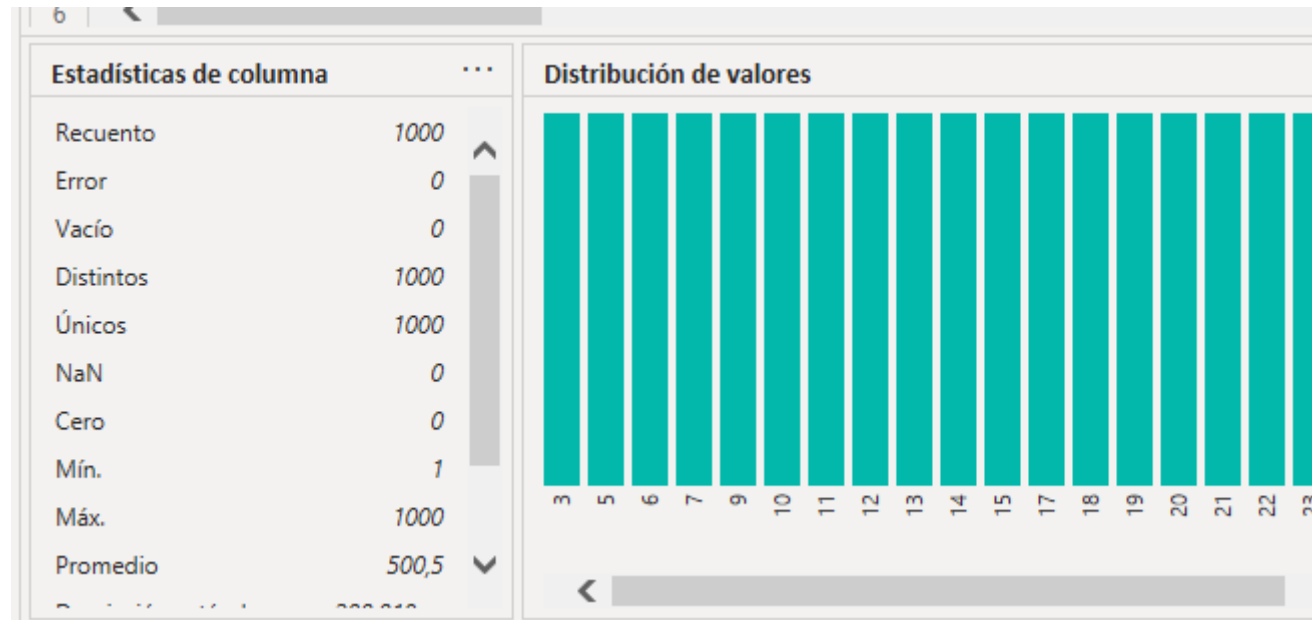 6
Estadísticas de columna ...
Distribución de valores
Recuento 1000
Error 0
Vacío 0
Distintos 1000
Únicos 1000
NaN 0
Cero 0
Mín. 1
Máx. 1000
Promedio 500,5
3 5 6 7 9 10 11 12 13 14 15 17 18 19 20 21 22 23